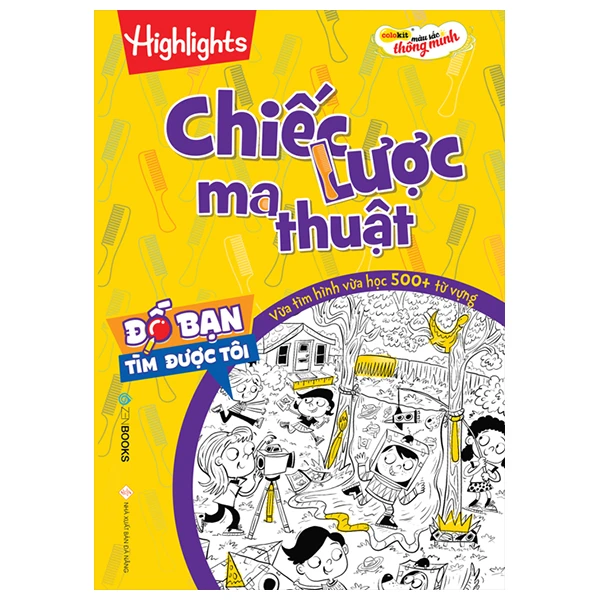 Highlights
colokit
màu sắc
thông minh
Chiếc
Lược
ma
thuật
Vừa tìm hình vừa học 500+ từ vựng
ĐỐ BẠN
TÌM ĐƯỢC TÔI
ZENBOOKS
NHÀ XUẤT BẢN ĐÀ NẴNG